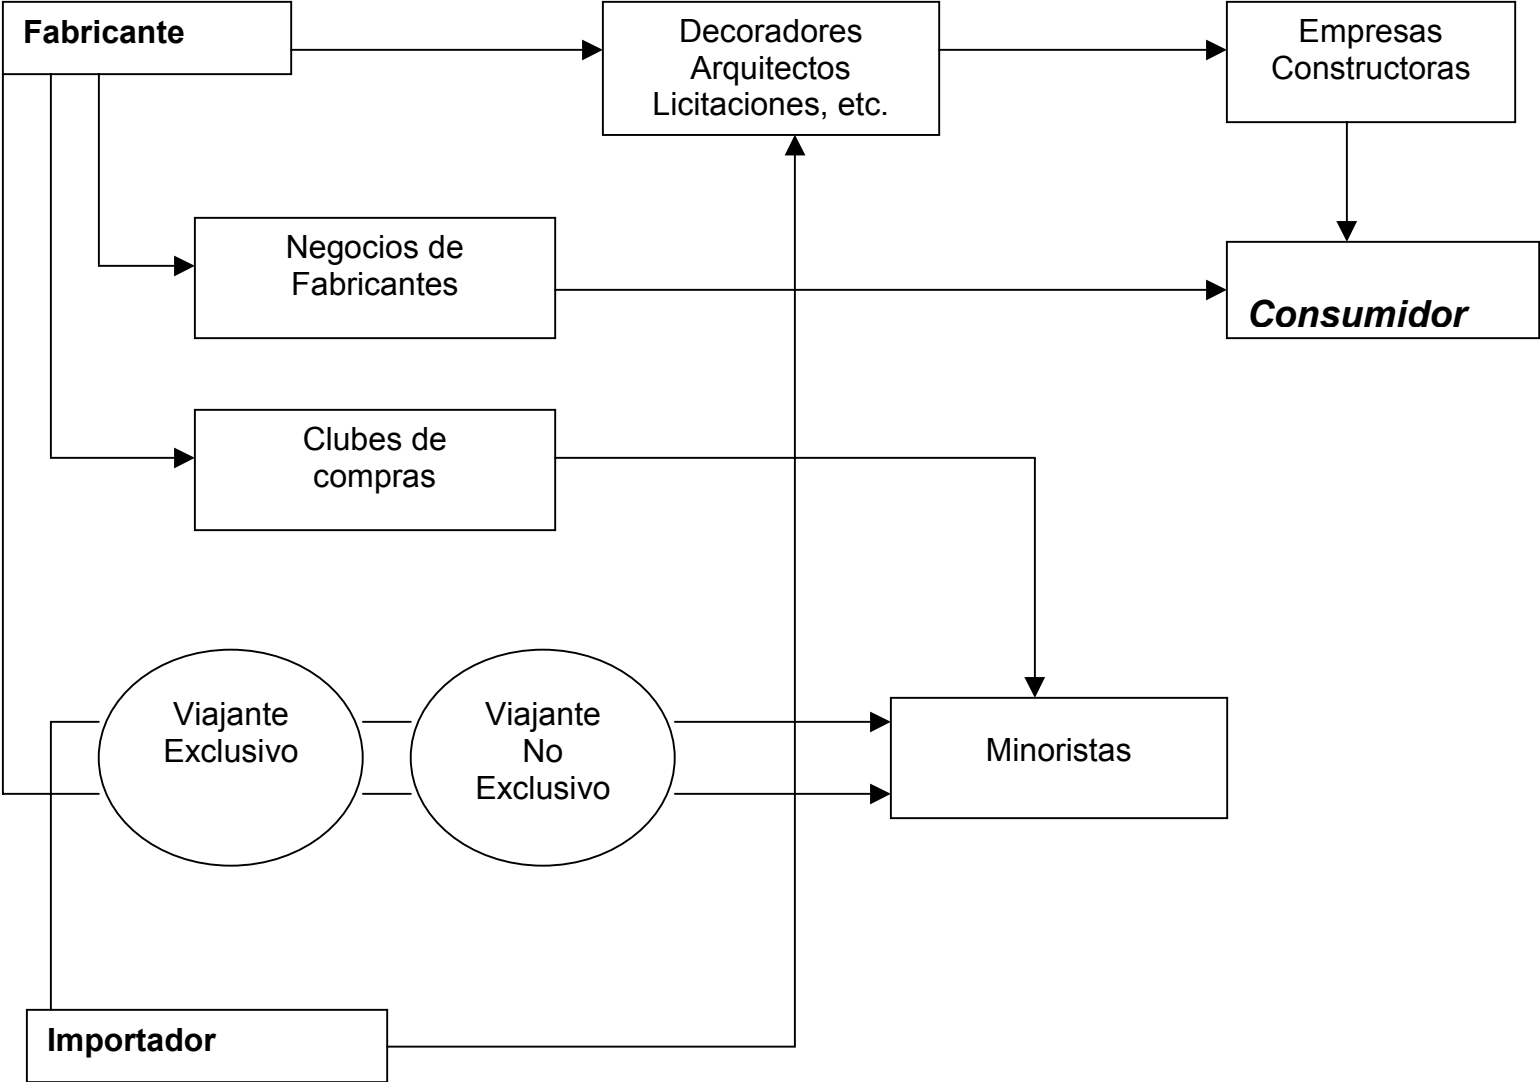 Fabricante
Decoradores
Arquitectos
Licitaciones, etc.
Empresas
Constructoras
Negocios de
Fabricantes
Consumidor
Clubes de
compras
Viajante
Exclusivo
Viajante
No
Exclusivo
Minoristas
Importador